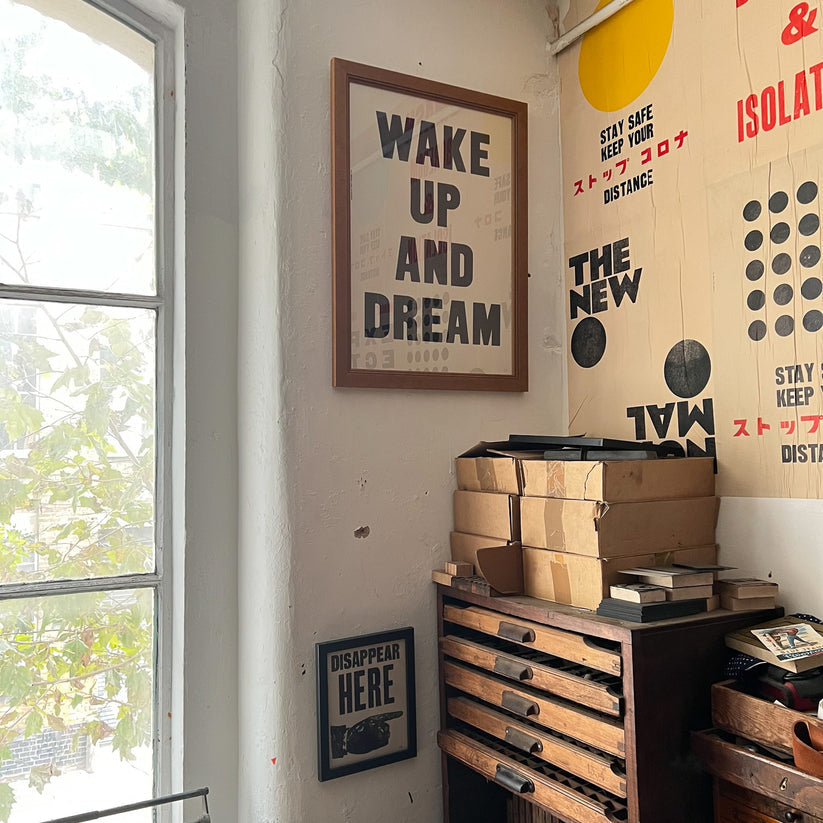 WAKE
UP
AND
DREAM
DISAPPEAR
HERE
STAY SAFE
KEEP YOUR
ストップ コロナ
DISTANCE
THE
NEW
MAL
&
ISOLAT
STAY S
KEEP Y
ストップ
DISTA